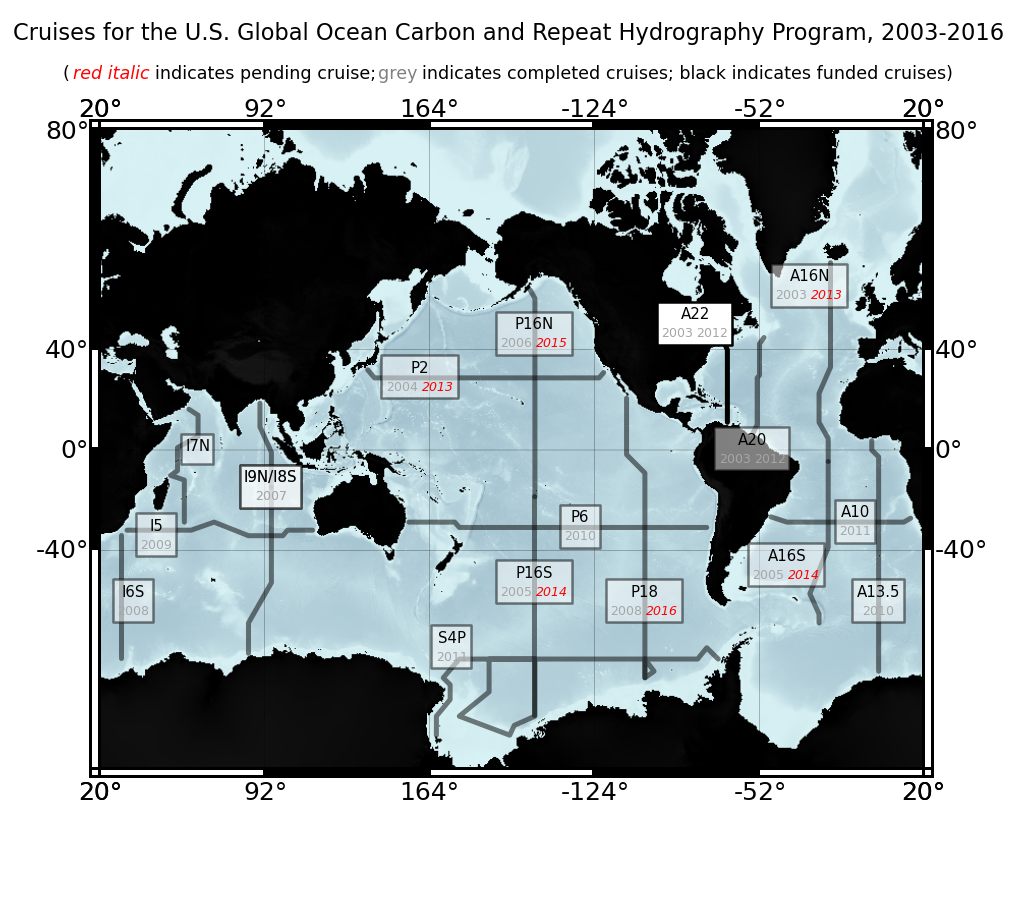 Cruises for the U.S. Global Ocean Carbon and Repeat Hydrography Program, 2003-2016
( red italic indicates pending cruise; grey indicates completed cruises; black indicates funded cruises)
20° 92° 164° -124° -52° 20°
80° 80°
A16N
2003 2013
A22
2003 2012
P16N
2006 2015
40° 40°
P2
2004 2013
A20
2003 2012
I7N
0° 0°
I9N/I8S
2007
A10
2011
P6
2010
I5
2009
-40° -40°
A16S
2005 2014
P16S
2005 2014
I6S
2008
P18
2008 2016
A13.5
2010
S4P
2011
20° 92° 164° -124° -52° 20°